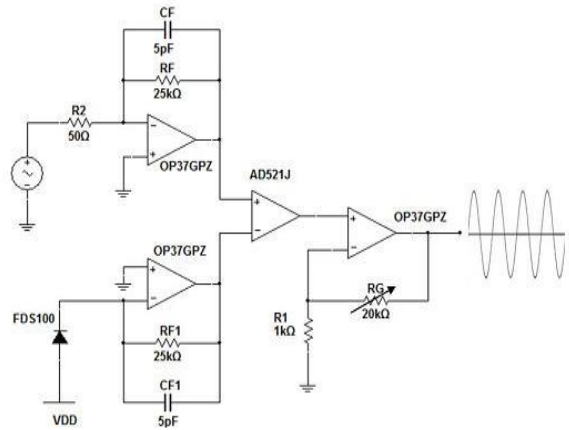 CF
5pF
RF
25kΩ
R2
50Ω
OP37GPZ
AD521J
OP37GPZ
OP37GPZ
FDS100
RF1
25kΩ
RG
20kΩ
R1
1kΩ
CF1
5pF
VDD